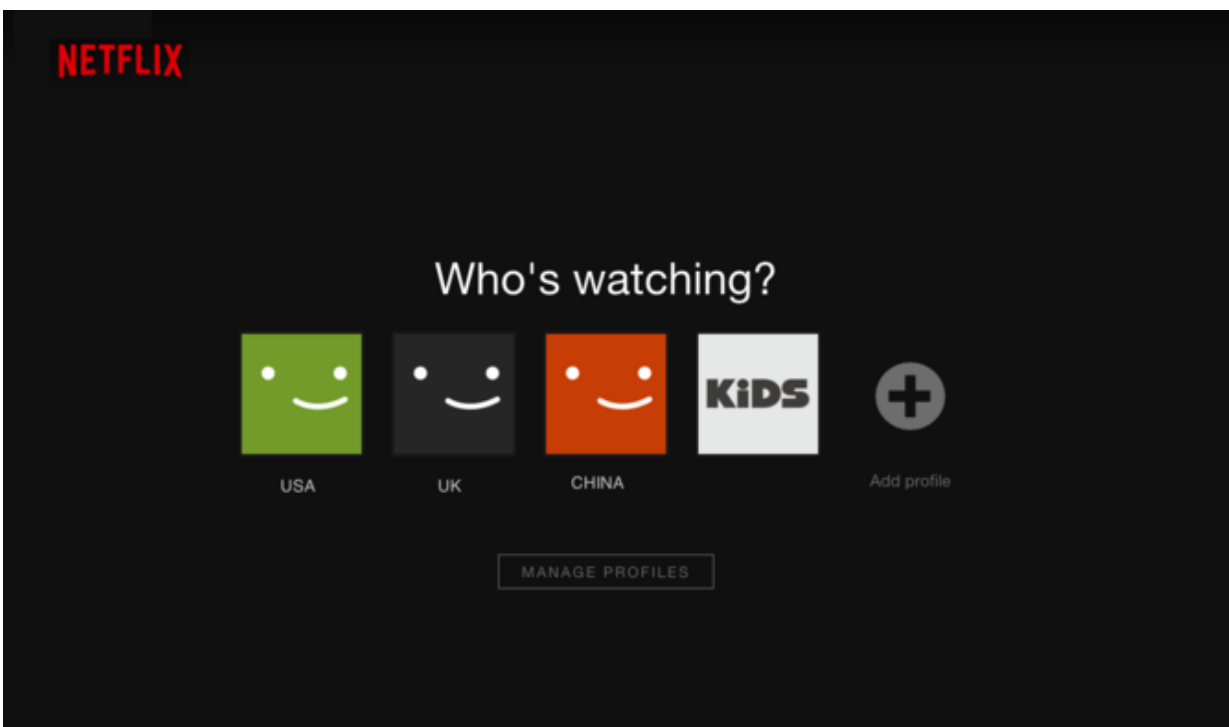 NETFLIX
Who's watching?
KiDS
USA
UK
CHINA
Add profile
MANAGE PROFILES